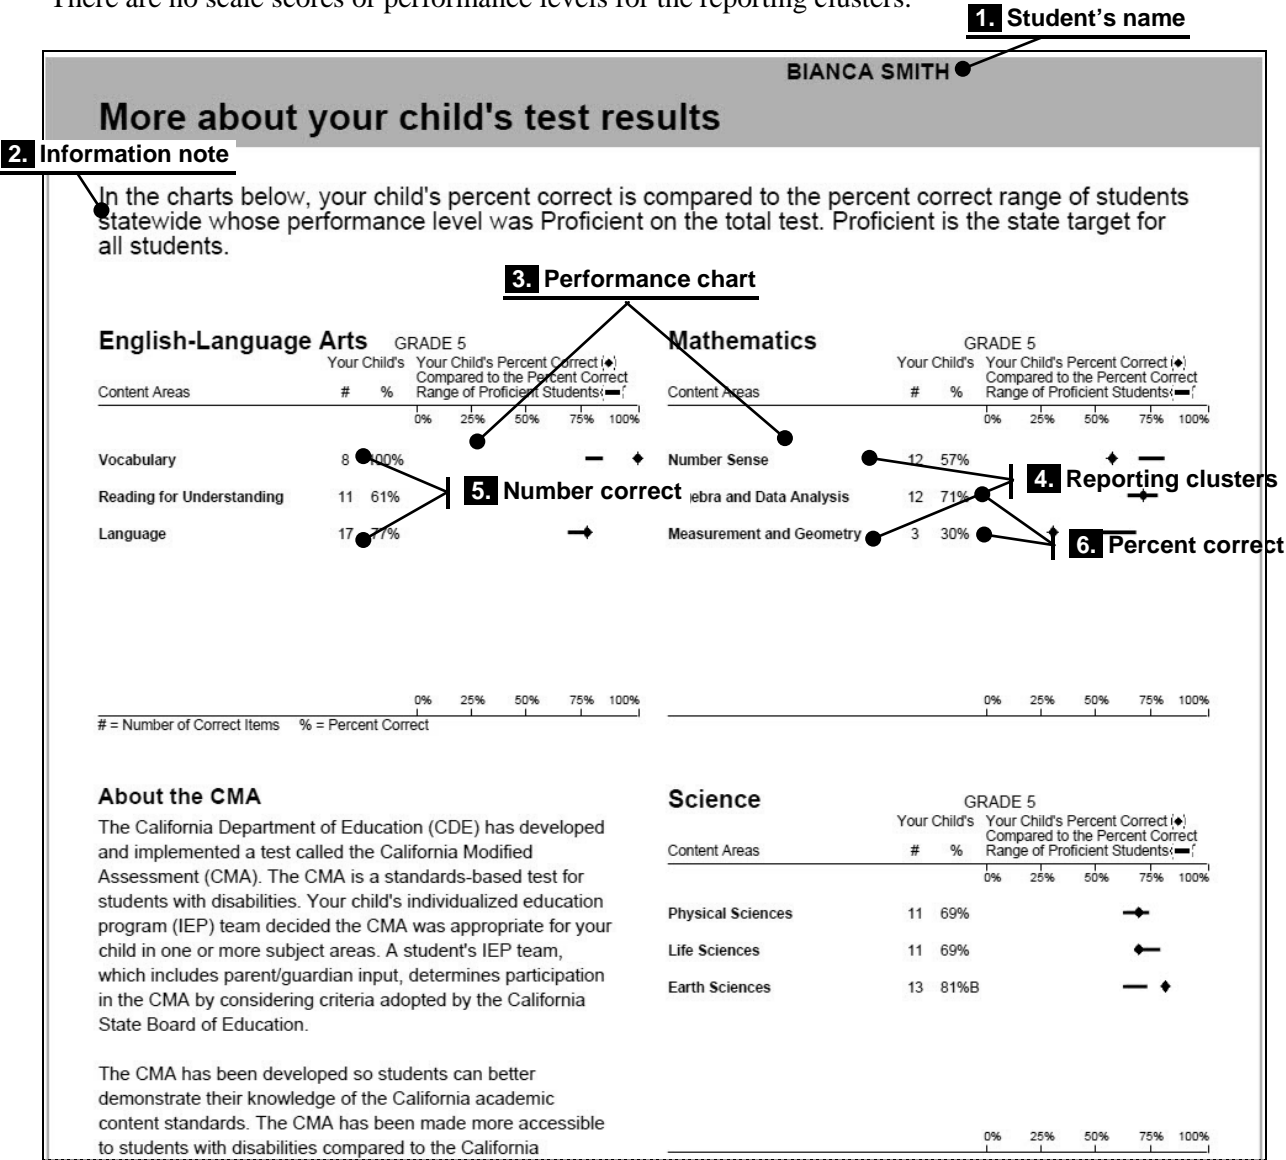 There are no scale scores or performance levels for the reporting clusters.
1. Student's name
BIANCA SMITH
More about your child's test results
2. Information note
In the charts below, your child's percent correct is compared to the percent correct range of students
statewide whose performance level was Proficient on the total test. Proficient is the state target for
all students.
3. Performance chart
English-Language Arts GRADE 5
Your Child's Your Child's Percent Correct (◆)
Compared to the Percent Correct
Content Areas # % Range of Proficient Students
0% 25% 50% 75% 100%
Vocabulary 8 100%
Reading for Understanding 11 61%
Language 17 77%
5. Number correct
0% 25% 50% 75% 100%
# = Number of Correct Items % = Percent Correct
Mathematics GRADE 5
Your Child's Your Child's Percent Correct (◆)
Compared to the Percent Correct
Content Areas # % Range of Proficient Students
0% 25% 50% 75% 100%
Number Sense 12 57%
4. Reporting clusters
ebra and Data Analysis 12 71%
Measurement and Geometry 3 30%
6. Percent correct
0% 25% 50% 75% 100%
About the CMA
The California Department of Education (CDE) has developed
and implemented a test called the California Modified
Assessment (CMA). The CMA is a standards-based test for
students with disabilities. Your child's individualized education
program (IEP) team decided the CMA was appropriate for your
child in one or more subject areas. A student's IEP team,
which includes parent/guardian input, determines participation
in the CMA by considering criteria adopted by the California
State Board of Education.
The CMA has been developed so students can better
demonstrate their knowledge of the California academic
content standards. The CMA has been made more accessible
to students with disabilities compared to the California
Science GRADE 5
Your Child's Your Child's Percent Correct (◆)
Compared to the Percent Correct
Content Areas # % Range of Proficient Students
0% 25% 50% 75% 100%
Physical Sciences 11 69%
Life Sciences 11 69%
Earth Sciences 13 81%B
0% 25% 50% 75% 100%